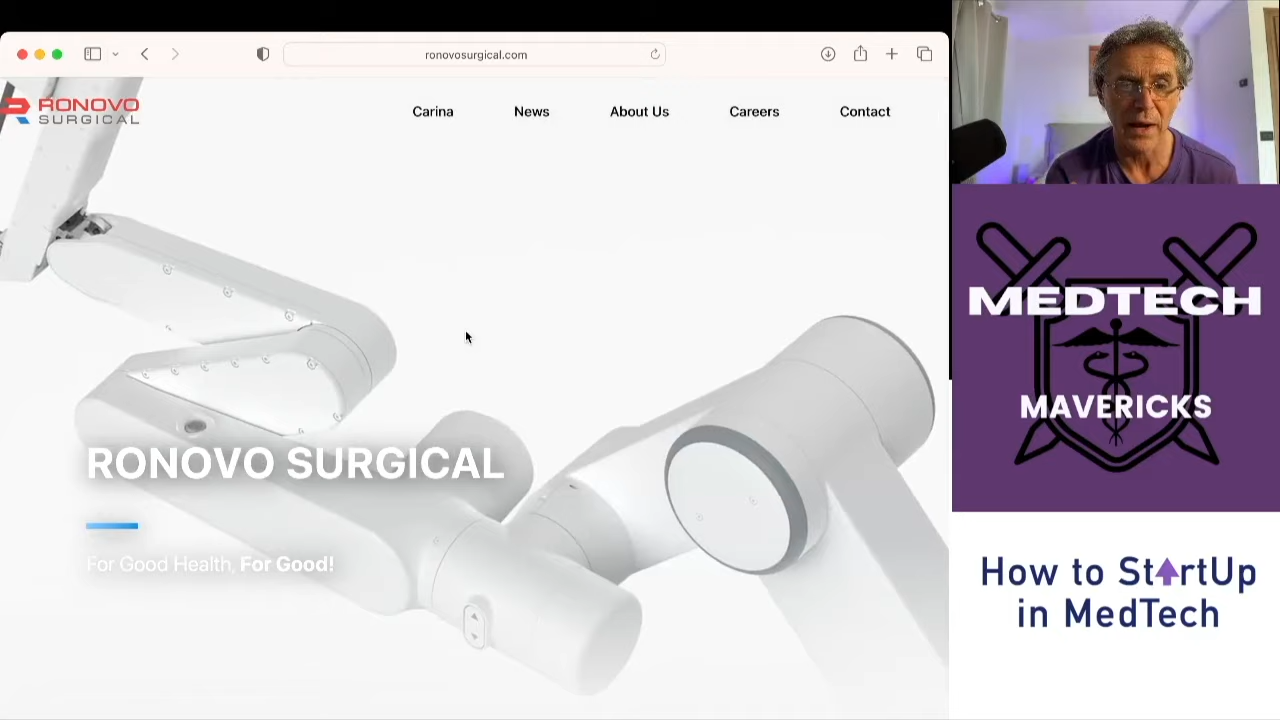 ronovosurgical.com
RONOVO
SURGICAL
Carina
News
About Us
Careers
Contact
RONOVO SURGICAL
For Good Health, For Good!
MEDTECH
MAVERICKS
How to StartUp
in MedTech